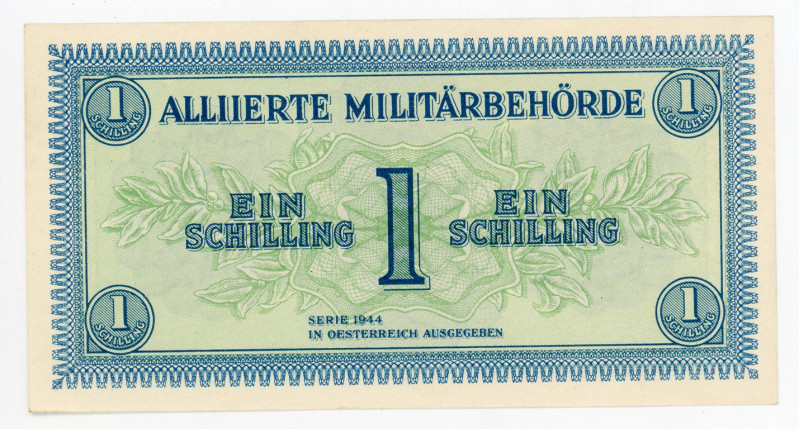 1 SCHILLING
1 SCHILLING
ALLIIERTE MILITÄRBEHÖRDE
EIN SCHILLING
1
EIN SCHILLING
SERIE 1944
IN OESTERREICH AUSGEGEBEN
1 SCHILLING
1 SCHILLING